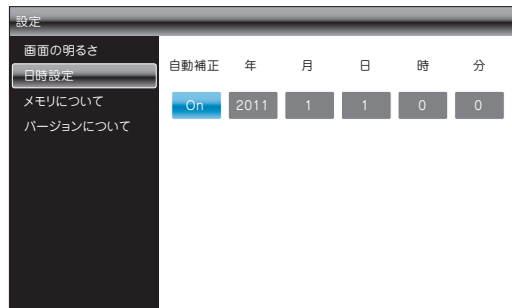 設定
画面の明るさ
日時設定
メモリについて
バージョンについて
自動補正 年 月 日 時 分
On 2011 1 1 0 0